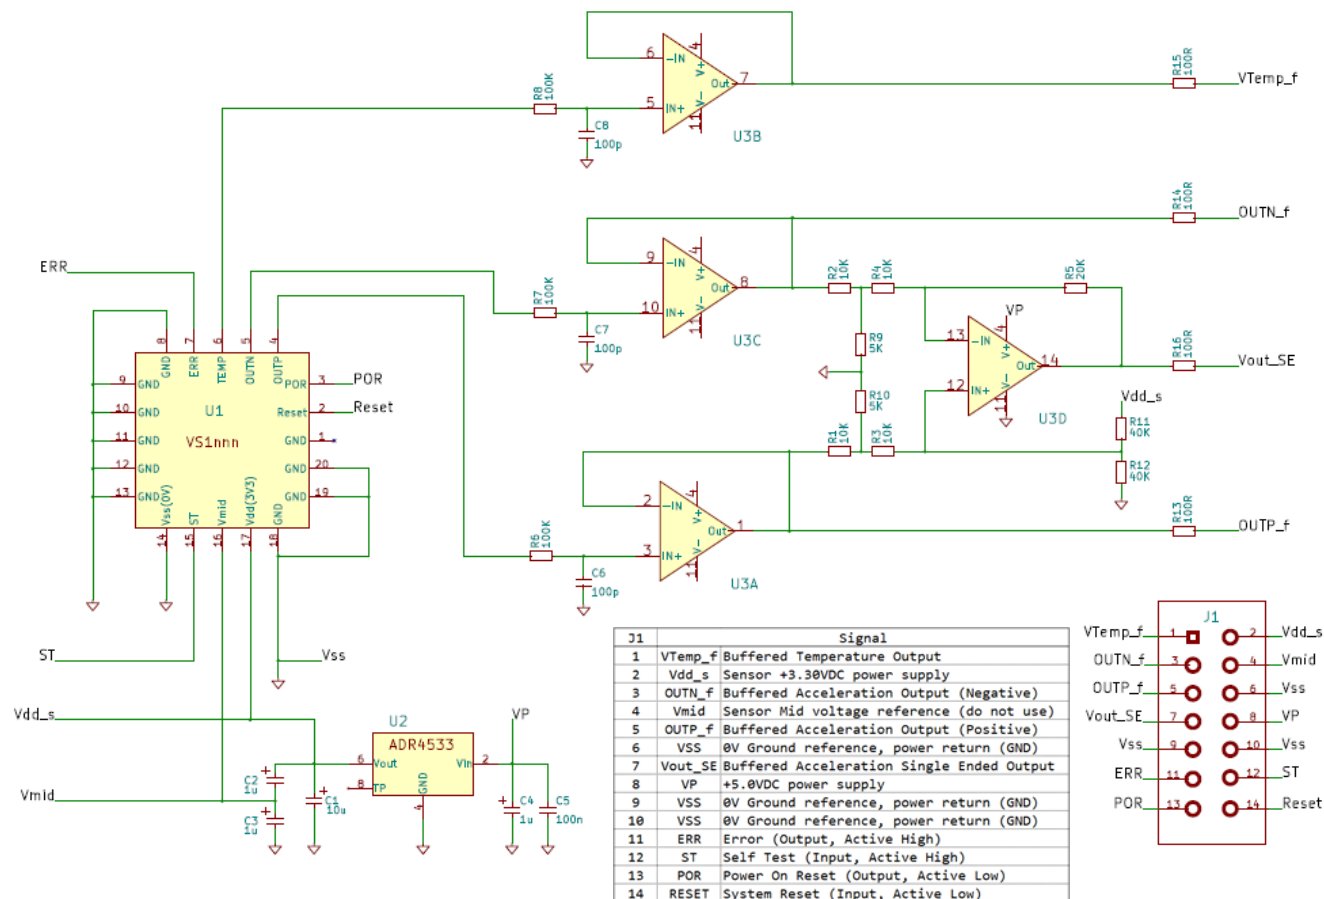 6
-IN
4
V+
Out
7
R8
100K
5
IN+
V-
11
U3B
C8
100p
R15
100R
VTemp_f
R14
100R
OUTN_f
9
-IN
4
V+
Out
8
R7
100K
10
IN+
V-
11
U3C
C7
100p
R2
10K
R4
10K
R5
20K
R9
5K
R10
5K
R1
10K
R3
10K
VP
13
-IN
4
V+
Out
14
12
IN+
V-
11
U3D
R16
100R
Vout_SE
Vdd_s
R11
40K
R12
40K
2
-IN
4
V+
Out
1
R6
100K
3
IN+
V-
11
U3A
C6
100p
R13
100R
OUTP_f
ERR
8
7
6
5
4
GND
ERR
TEMP
OUTN
OUTP
9
GND
10
GND
11
GND
12
GND
13
GND
U1
VS1nnn
POR
3
POR
Reset
2
Reset
GND
1
GND
20
GND
19
Vss(0V)
ST
Vmid
Vdd(3V3)
GND
14
15
16
17
18
ST
Vss
Vdd_s
Vmid
C2
1u
C3
1u
C1
10u
U2
ADR4533
6
Vout
8
TP
GND
4
Vin
2
VP
C4
1u
C5
100n
J1 Signal
1 VTemp_f Buffered Temperature Output
2 Vdd_s Sensor +3.30VDC power supply
3 OUTN_f Buffered Acceleration Output (Negative)
4 Vmid Sensor Mid voltage reference (do not use)
5 OUTP_f Buffered Acceleration Output (Positive)
6 VSS 0V Ground reference, power return (GND)
7 Vout_SE Buffered Acceleration Single Ended Output
8 VP +5.0VDC power supply
9 VSS 0V Ground reference, power return (GND)
10 VSS 0V Ground reference, power return (GND)
11 ERR Error (Output, Active High)
12 ST Self Test (Input, Active High)
13 POR Power On Reset (Output, Active Low)
14 RESET System Reset (Input, Active Low)
J1
VTemp_f 1 2 Vdd_s
OUTN_f 3 4 Vmid
OUTP_f 5 6 Vss
Vout_SE 7 8 VP
Vss 9 10 Vss
ERR 11 12 ST
POR 13 14 Reset